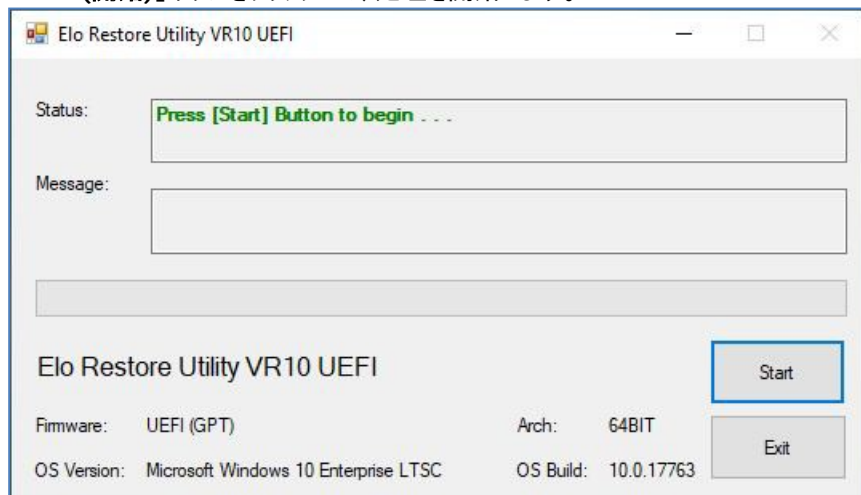 Elo Restore Utility VR10 UEFI
Status:
Press [Start] Button to begin . . .
Message:
Elo Restore Utility VR10 UEFI
Start
Firmware: UEFI (GPT) Arch: 64BIT
Exit
OS Version: Microsoft Windows 10 Enterprise LTSC OS Build: 10.0.17763